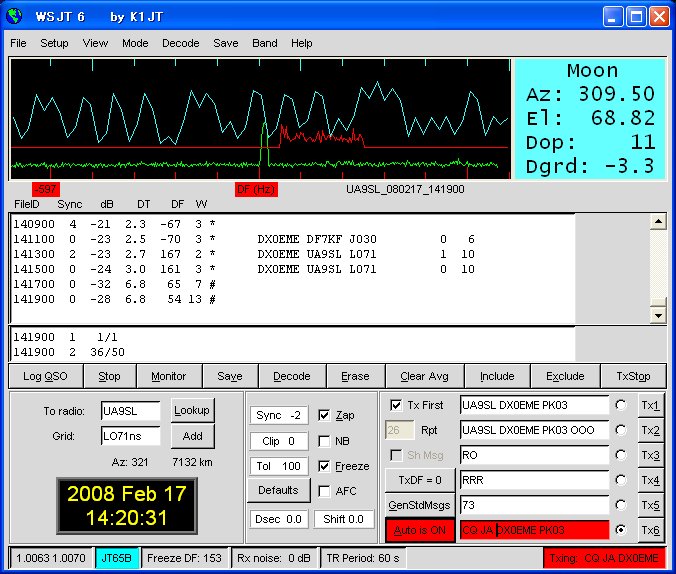 WSJT 6 by K1JT
File Setup View Mode Decode Save Band Help
Moon
Az: 309.50
El: 68.82
Dop: 11
Dgrd: -3.3
-597 DF (Hz) UA9SL_080217_141900
FileID Sync dB DT DF W
140900 4 -21 2.3 -67 3 *
141100 0 -23 2.5 -70 3 * DX0EME DF7KF JO30 0 6
141300 2 -23 2.7 167 2 * DX0EME UA9SL LO71 1 10
141500 0 -24 3.0 161 3 * DX0EME UA9SL LO71 0 10
141700 0 -32 6.8 65 7 #
141900 0 -28 6.8 54 13 #
141900 1 1/1
141900 2 36/50
Log QSO Stop Monitor Save Decode Erase Clear Avg Include Exclude TxStop
To radio: UA9SL Lookup
Grid: LO71ns Add
Az: 321 7132 km
2008 Feb 17
14:20:31
Sync -2 Zap
Clip 0 NB
Tol 100 Freeze
Defaults AFC
Dsec 0.0 Shift 0.0
Tx First UA9SL DX0EME PK03 Tx1
26 Rpt UA9SL DX0EME PK03 OOO Tx2
Sh Msg RO Tx3
TxDF = 0 RRR Tx4
GenStdMsgs 73 Tx5
Auto is ON CQ JA DX0EME PK03 Tx6
1.0063 1.0070 JT65B Freeze DF: 153 Rx noise: 0 dB TR Period: 60 s Txing: CQ JA DX0EME